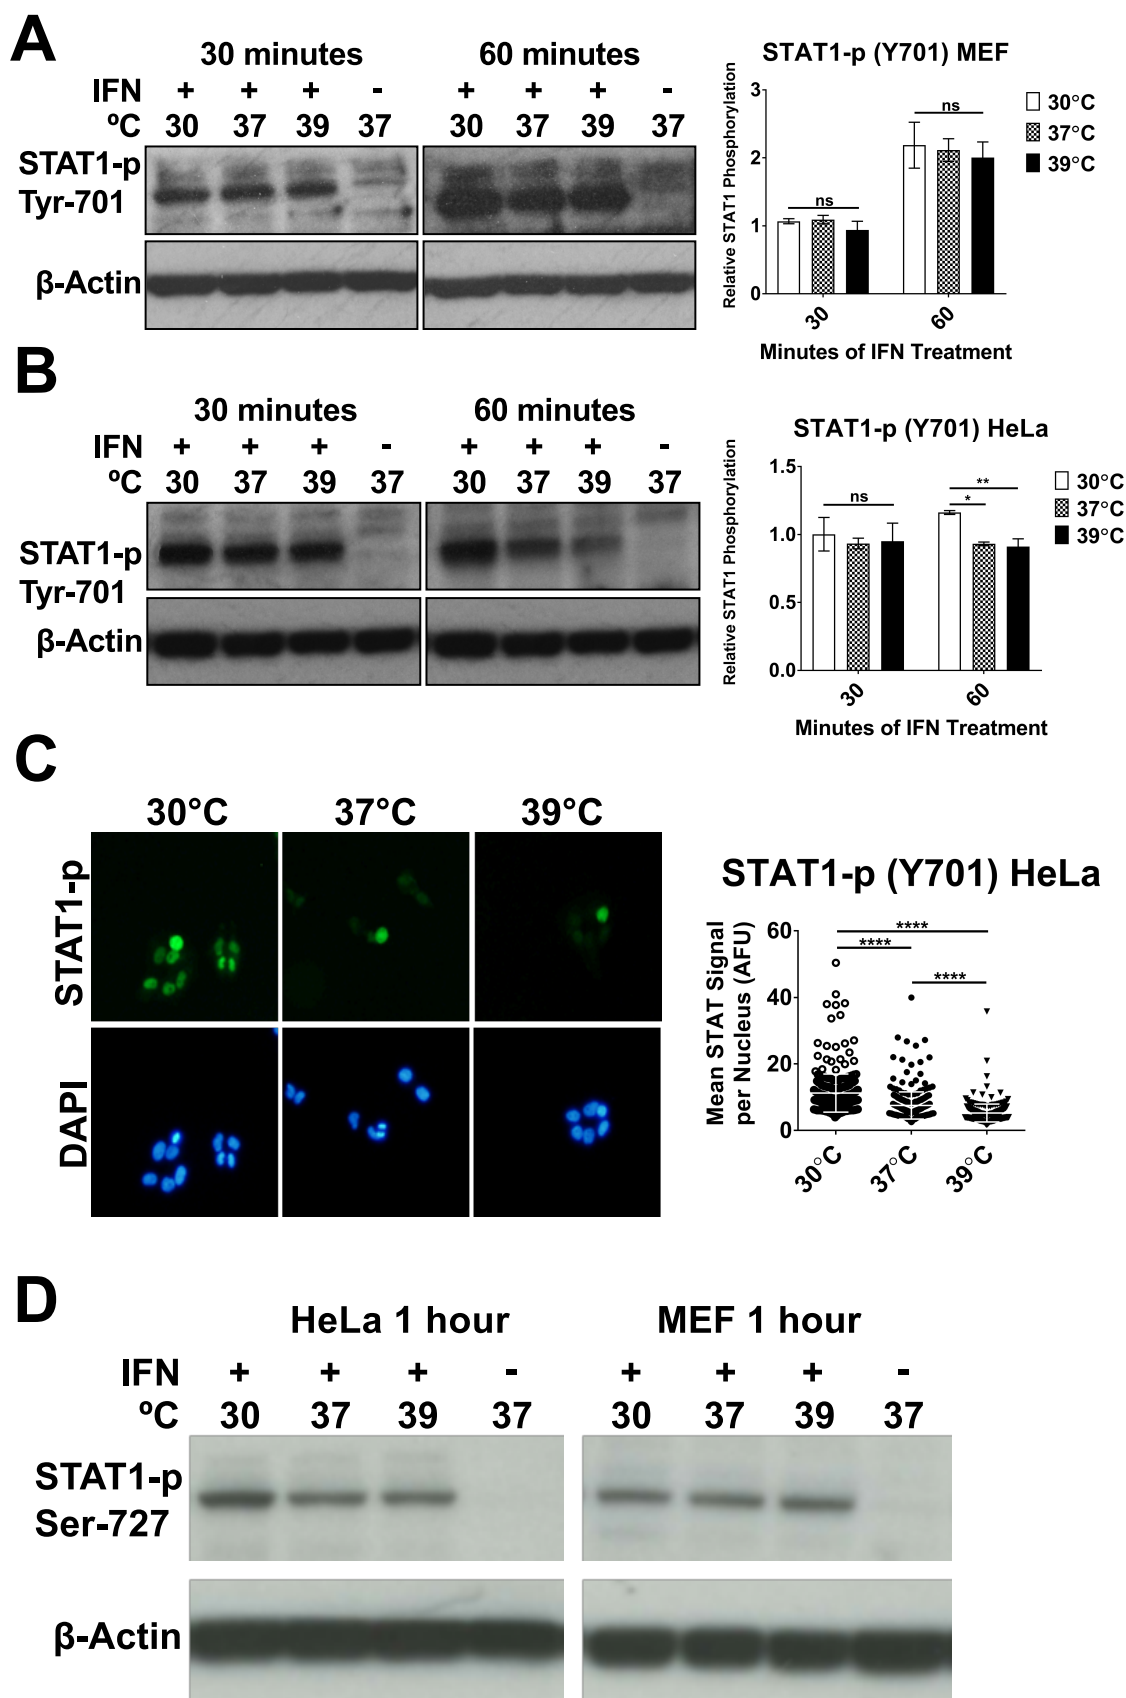 A
30 minutes 60 minutes
IFN + + + - + + + -
ºC 30 37 39 37 30 37 39 37
STAT1-p
Tyr-701
β-Actin
STAT1-p (Y701) MEF
Relative STAT1 Phosphorylation
3
2
1
0
ns
ns
30 60
Minutes of IFN Treatment
30°C
37°C
39°C
B
30 minutes 60 minutes
IFN + + + - + + + -
ºC 30 37 39 37 30 37 39 37
STAT1-p
Tyr-701
β-Actin
STAT1-p (Y701) HeLa
Relative STAT1 Phosphorylation
1.5
1.0
0.5
0.0
ns
**
*
30 60
Minutes of IFN Treatment
30°C
37°C
39°C
C
30°C 37°C 39°C
STAT1-p
DAPI
STAT1-p (Y701) HeLa
Mean STAT Signal
per Nucleus (AFU)
60
40
20
0
****
****
****
30°C 37°C 39°C
D
HeLa 1 hour MEF 1 hour
IFN + + + - + + + -
ºC 30 37 39 37 30 37 39 37
STAT1-p
Ser-727
β-Actin